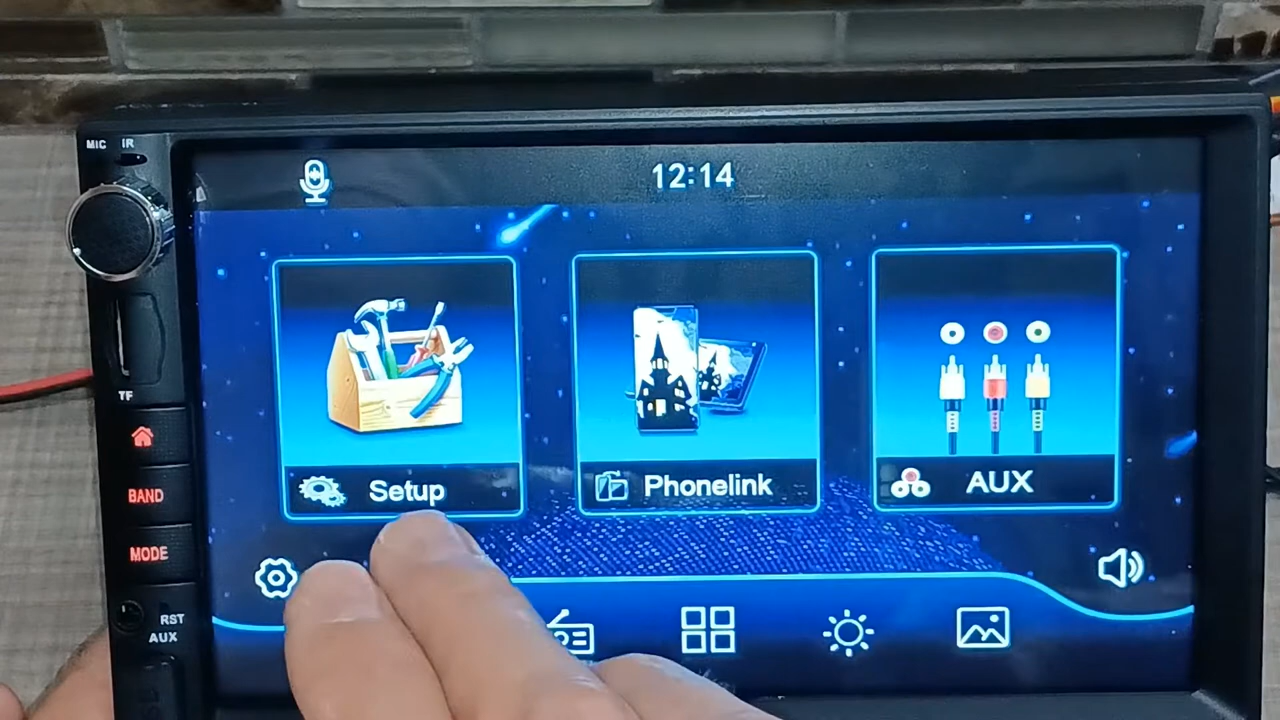 MIC IR
12:14
TF
Setup
Phonelink
AUX
BAND
MODE
RST
AUX